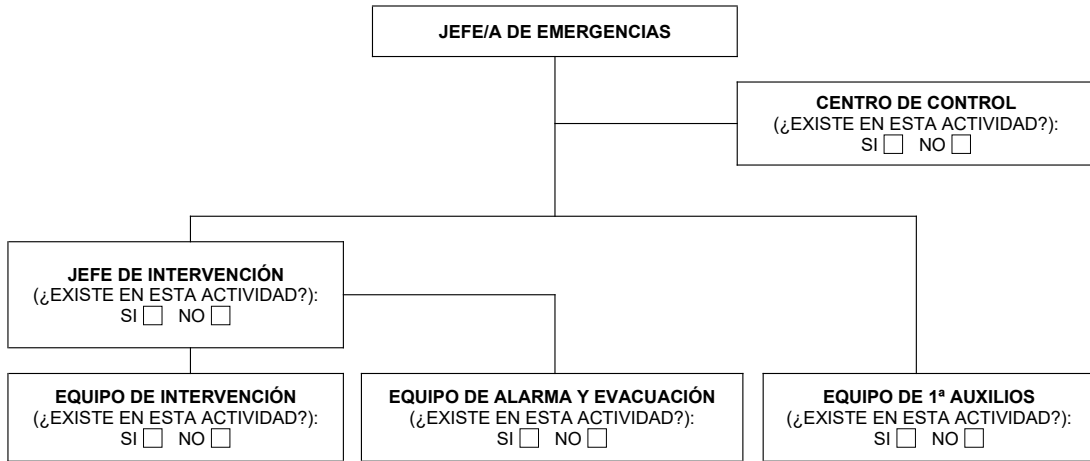 JEFE/A DE EMERGENCIAS
CENTRO DE CONTROL
(¿EXISTE EN ESTA ACTIVIDAD?):
SI ☐ NO ☐
JEFE DE INTERVENCIÓN
(¿EXISTE EN ESTA ACTIVIDAD?):
SI ☐ NO ☐
EQUIPO DE INTERVENCIÓN
(¿EXISTE EN ESTA ACTIVIDAD?):
SI ☐ NO ☐
EQUIPO DE ALARMA Y EVACUACIÓN
(¿EXISTE EN ESTA ACTIVIDAD?):
SI ☐ NO ☐
EQUIPO DE 1ª AUXILIOS
(¿EXISTE EN ESTA ACTIVIDAD?):
SI ☐ NO ☐